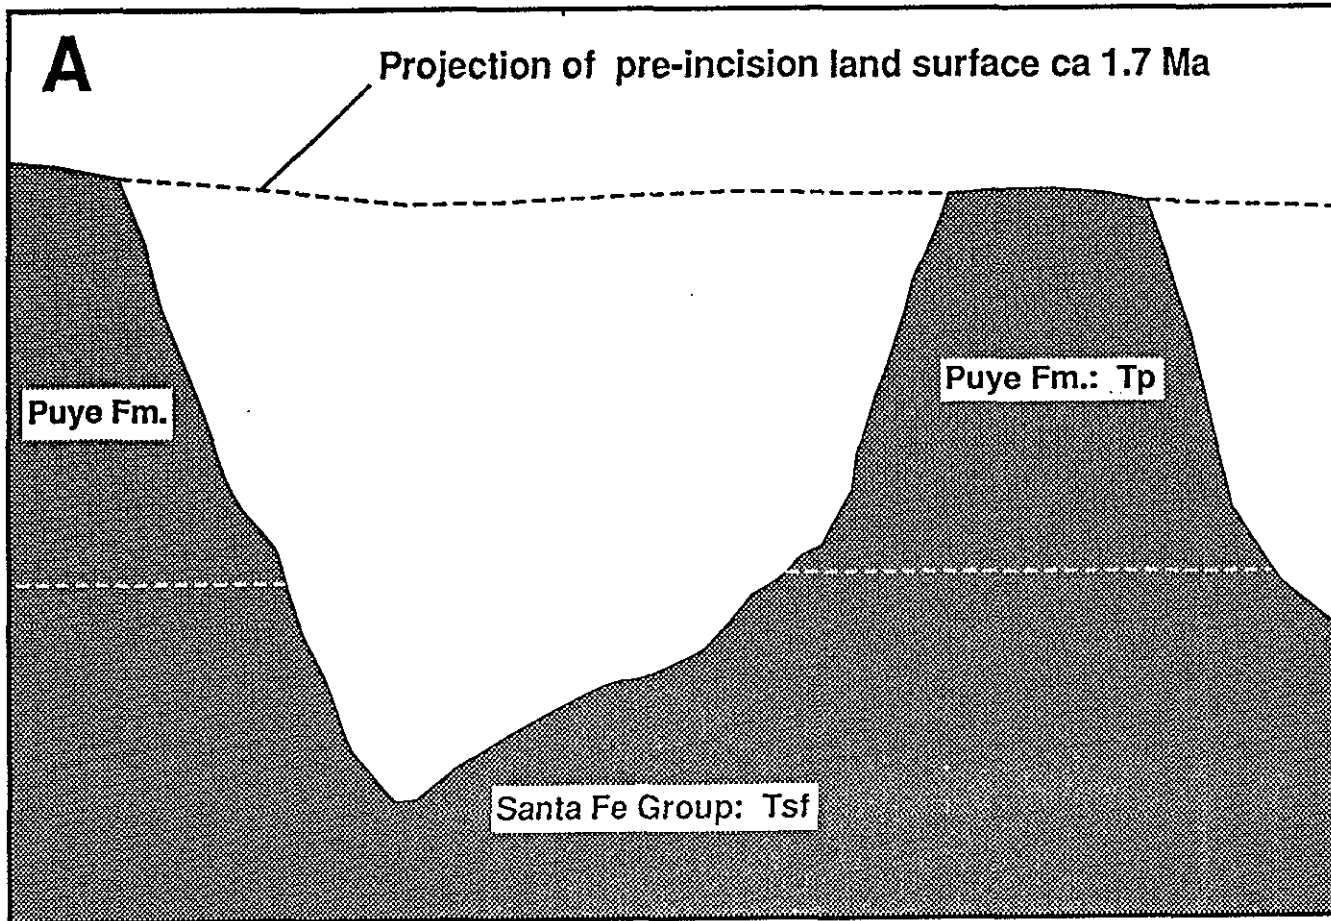 A
Projection of pre-incision land surface ca 1.7 Ma
Puye Fm.
Puye Fm.: Tp
Santa Fe Group: Tsf